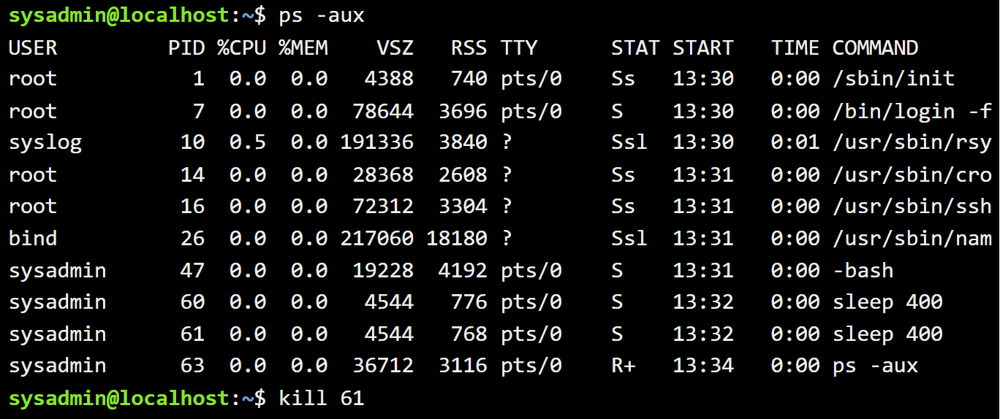 sysadmin@localhost:~$ ps -aux
USER         PID %CPU %MEM    VSZ   RSS TTY      STAT START   TIME COMMAND
root           1  0.0  0.0   4388   740 pts/0    Ss   13:30   0:00 /sbin/init
root           7  0.0  0.0  78644  3696 pts/0    S    13:30   0:00 /bin/login -f
syslog        10  0.5  0.0 191336  3840 ?        Ssl  13:30   0:01 /usr/sbin/rsy
root          14  0.0  0.0  28368  2608 ?        Ss   13:31   0:00 /usr/sbin/cro
root          16  0.0  0.0  72312  3304 ?        Ss   13:31   0:00 /usr/sbin/ssh
bind          26  0.0  0.0 217060 18180 ?        Ssl  13:31   0:00 /usr/sbin/nam
sysadmin      47  0.0  0.0  19228  4192 pts/0    S    13:31   0:00 -bash
sysadmin      60  0.0  0.0   4544   776 pts/0    S    13:32   0:00 sleep 400
sysadmin      61  0.0  0.0   4544   768 pts/0    S    13:32   0:00 sleep 400
sysadmin      63  0.0  0.0  36712  3116 pts/0    R+   13:34   0:00 ps -aux
sysadmin@localhost:~$ kill 61